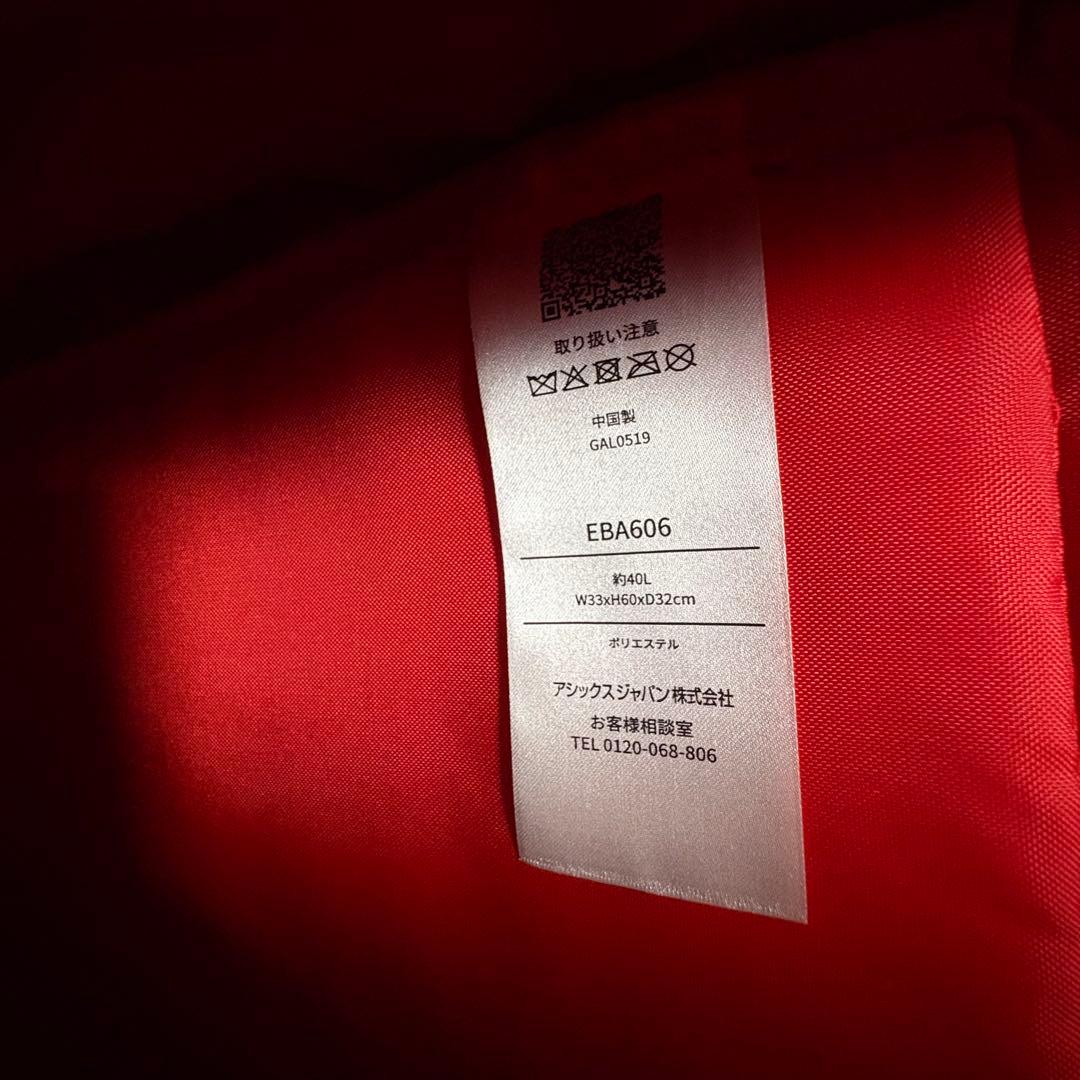 取り扱い注意
中国製
GAL0519
EBA606
約40L
W33xH60xD32cm
ポリエステル
アシックスジャパン株式会社
お客様相談室
TEL 0120-068-806